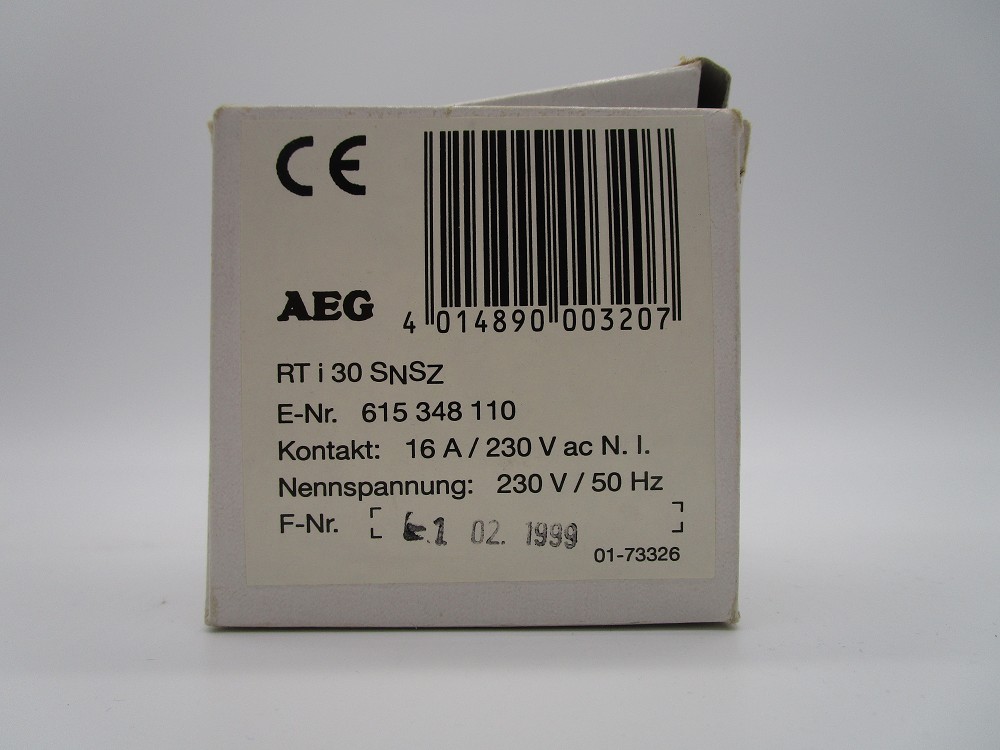 CE
AEG
4 014890 003207
RT i 30 SNSZ
E-Nr. 615 348 110
Kontakt: 16 A / 230 V ac N. I.
Nennspannung: 230 V / 50 Hz
F-Nr. 02. 1999
01-73326